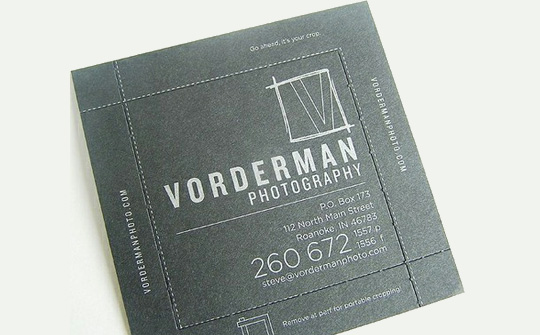 Go ahead, it's your crop.
V
VORDERMAN
PHOTOGRAPHY
P.O. Box 173
112 North Main Street
Roanoke, IN 46783
260 672 1557 p
1556 f
steve@vordermanphoto.com
Remove at perf for portable cropping!
VORDERMANPHOTO.COM
VORDERMANPHOTO.COM